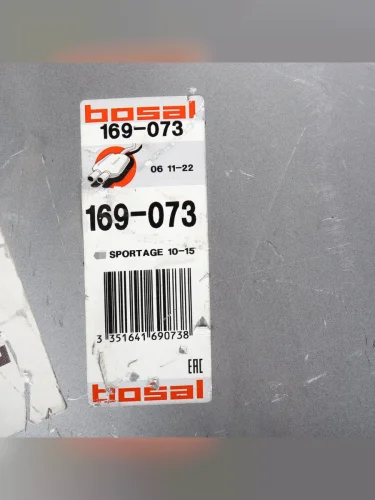 bosal
169-073
06 11-22
169-073
SPORTAGE 10-15
3 351641 690738
EAC
bosal